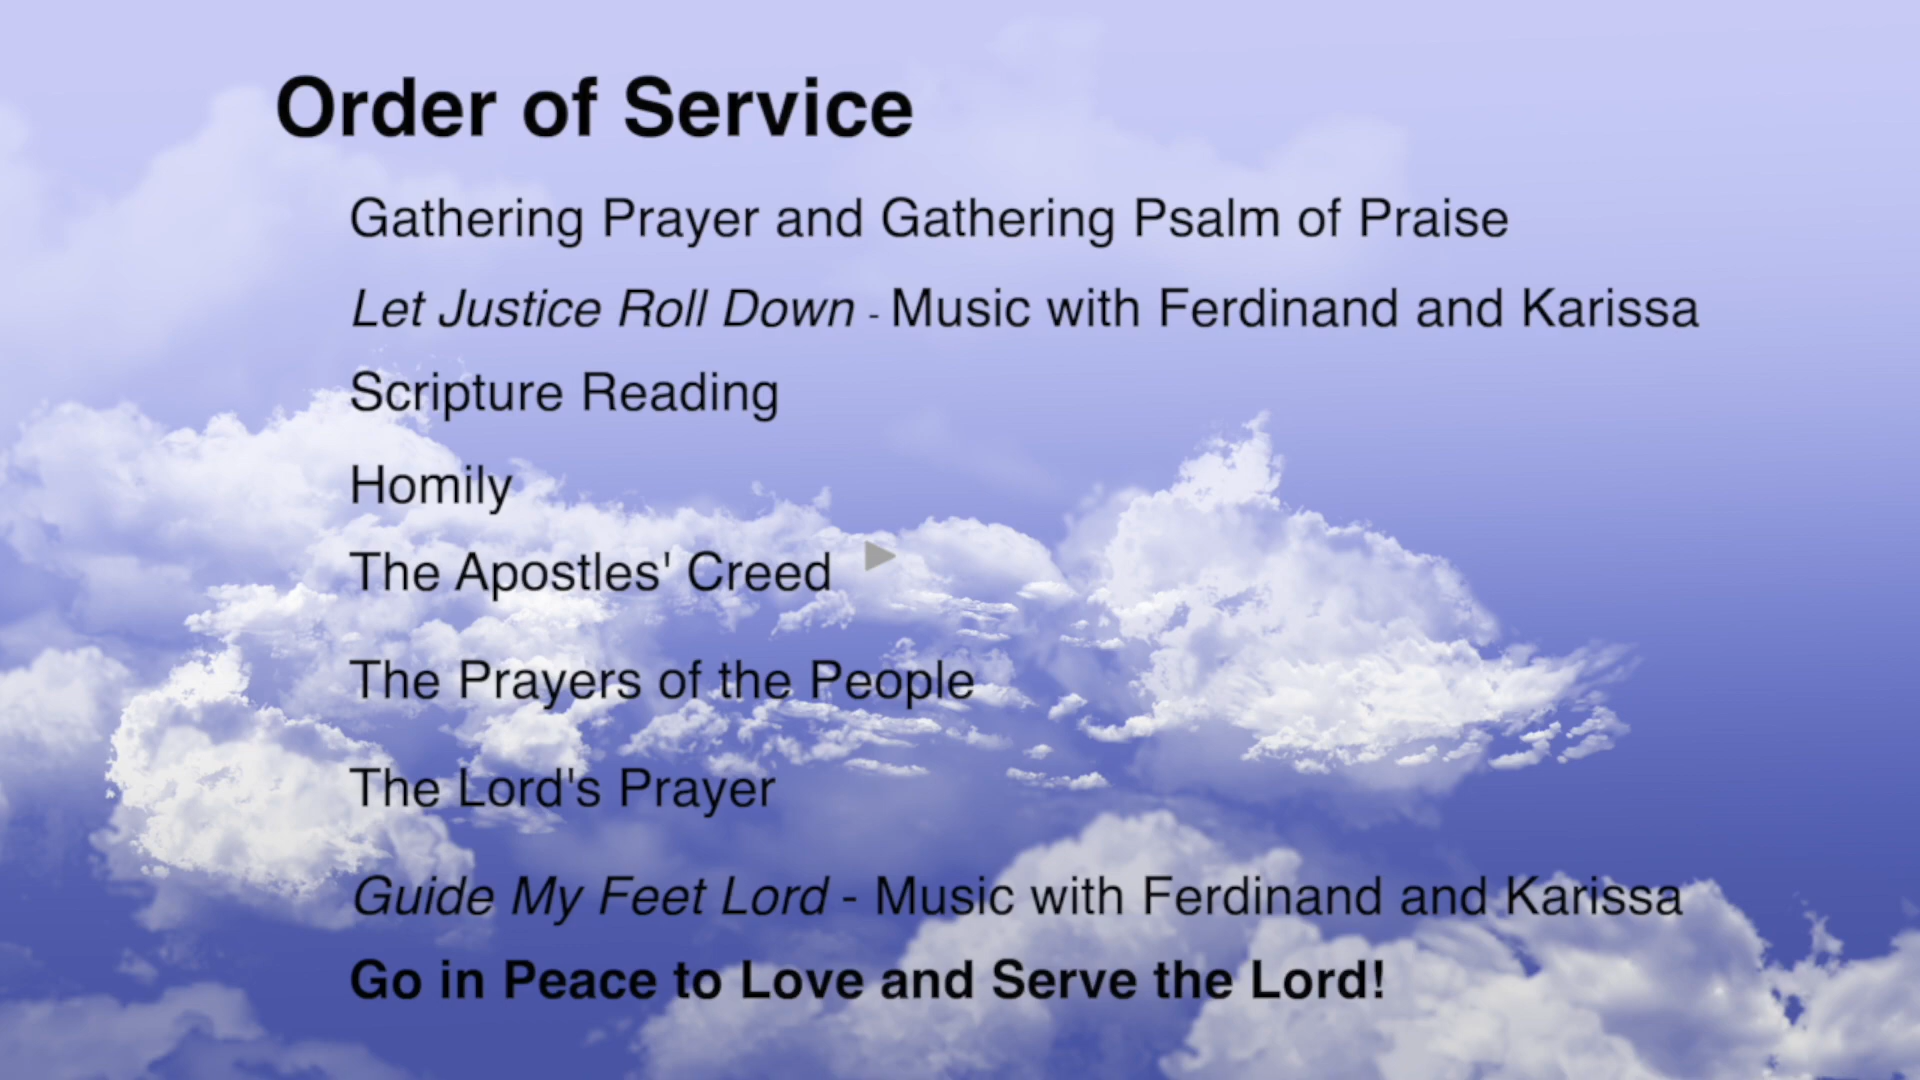 Order of Service
Gathering Prayer and Gathering Psalm of Praise
Let Justice Roll Down - Music with Ferdinand and Karissa
Scripture Reading
Homily
The Apostles' Creed
The Prayers of the People
The Lord's Prayer
Guide My Feet Lord - Music with Ferdinand and Karissa
Go in Peace to Love and Serve the Lord!